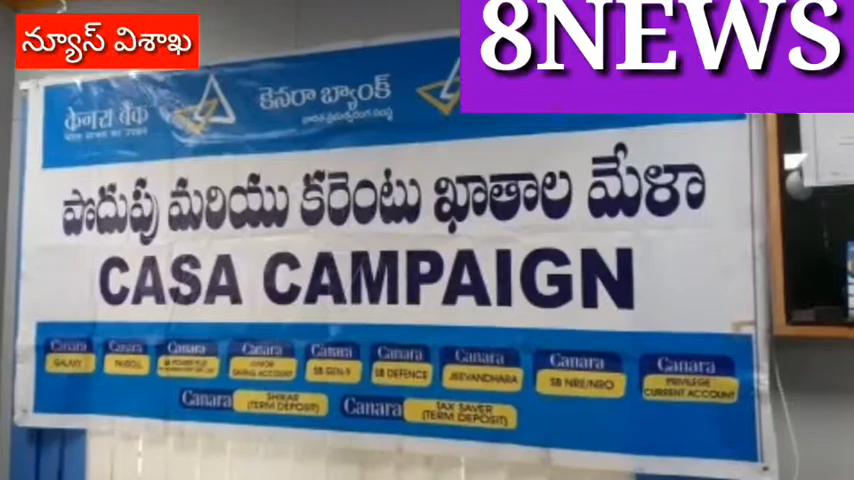 న్యూస్ విశాఖ
8NEWS
केनरा बैंक
కెనరా బ్యాంక్
పొదుపు మరియు కరెంటు ఖాతాల మేళా
CASA CAMPAIGN
Canara GALAXY
Canara PAYROLL
Canara
Canara JUNIOR SAVING ACCOUNT
Canara SB GEN-F
Canara SB DEFENCE
Canara JEEVANDHARA
Canara SB NRE/NRO
Canara PRIVILEGE CURRENT ACCOUNT
Canara SHIKAR (TERM DEPOSIT)
Canara TAX SAVER (TERM DEPOSIT)